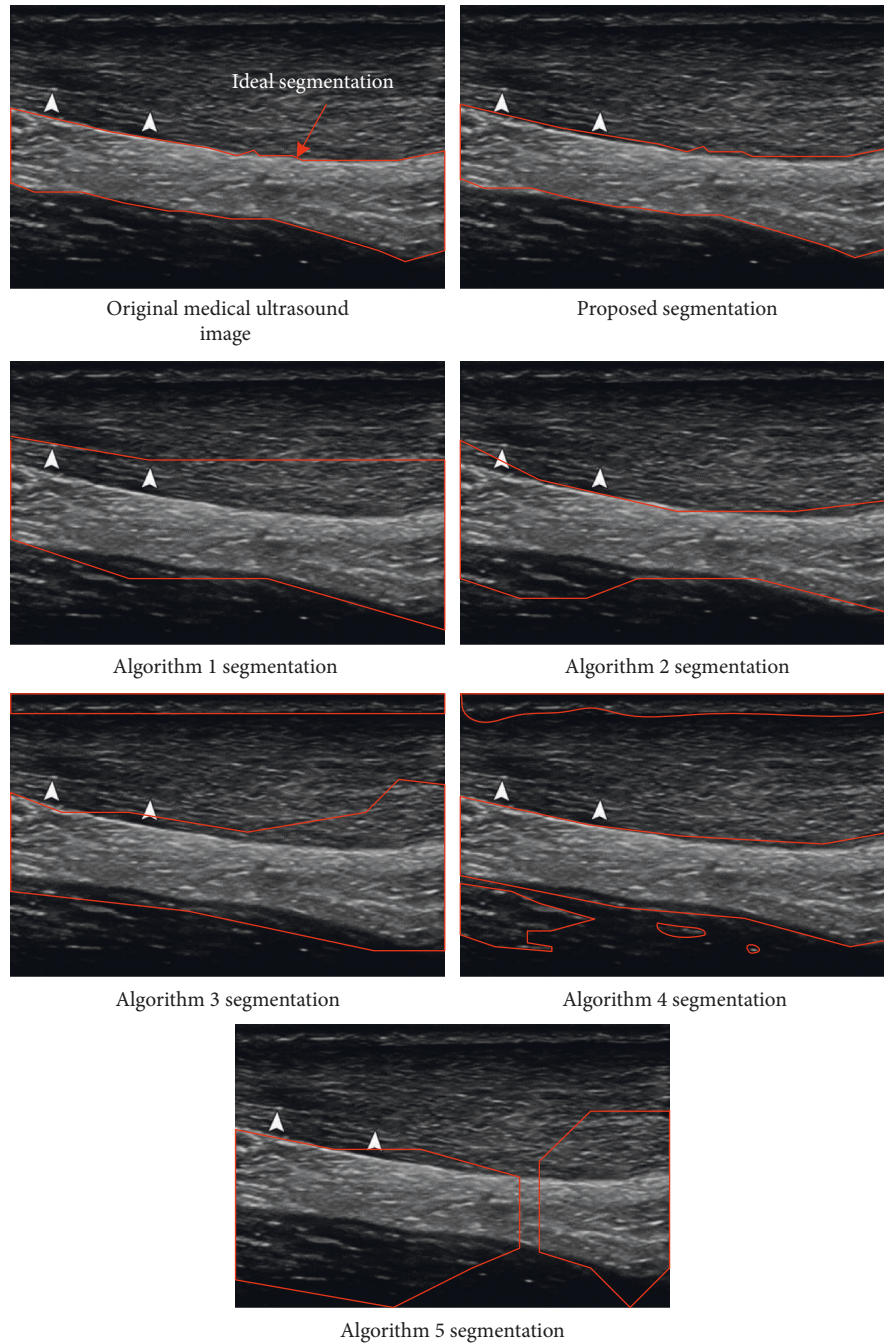 Ideal segmentation
Original medical ultrasound
image
Proposed segmentation
Algorithm 1 segmentation
Algorithm 2 segmentation
Algorithm 3 segmentation
Algorithm 4 segmentation
Algorithm 5 segmentation